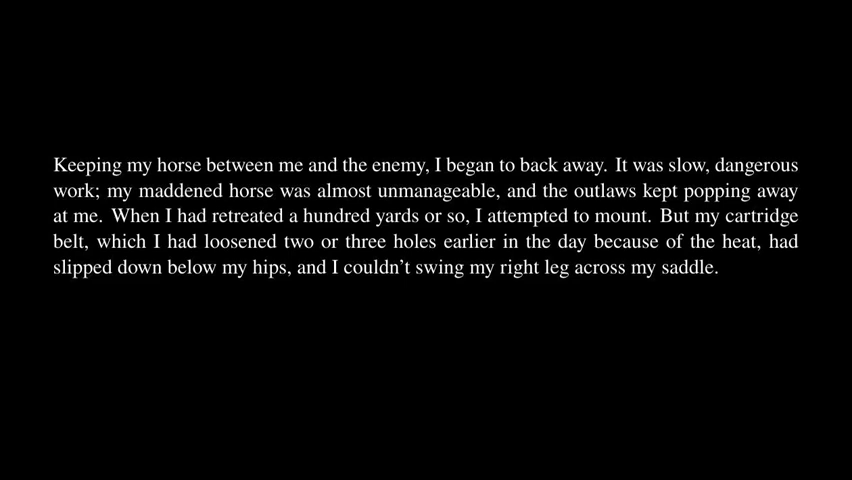 Keeping my horse between me and the enemy, I began to back away. It was slow, dangerous
work; my maddened horse was almost unmanageable, and the outlaws kept popping away
at me. When I had retreated a hundred yards or so, I attempted to mount. But my cartridge
belt, which I had loosened two or three holes earlier in the day because of the heat, had
slipped down below my hips, and I couldn’t swing my right leg across my saddle.